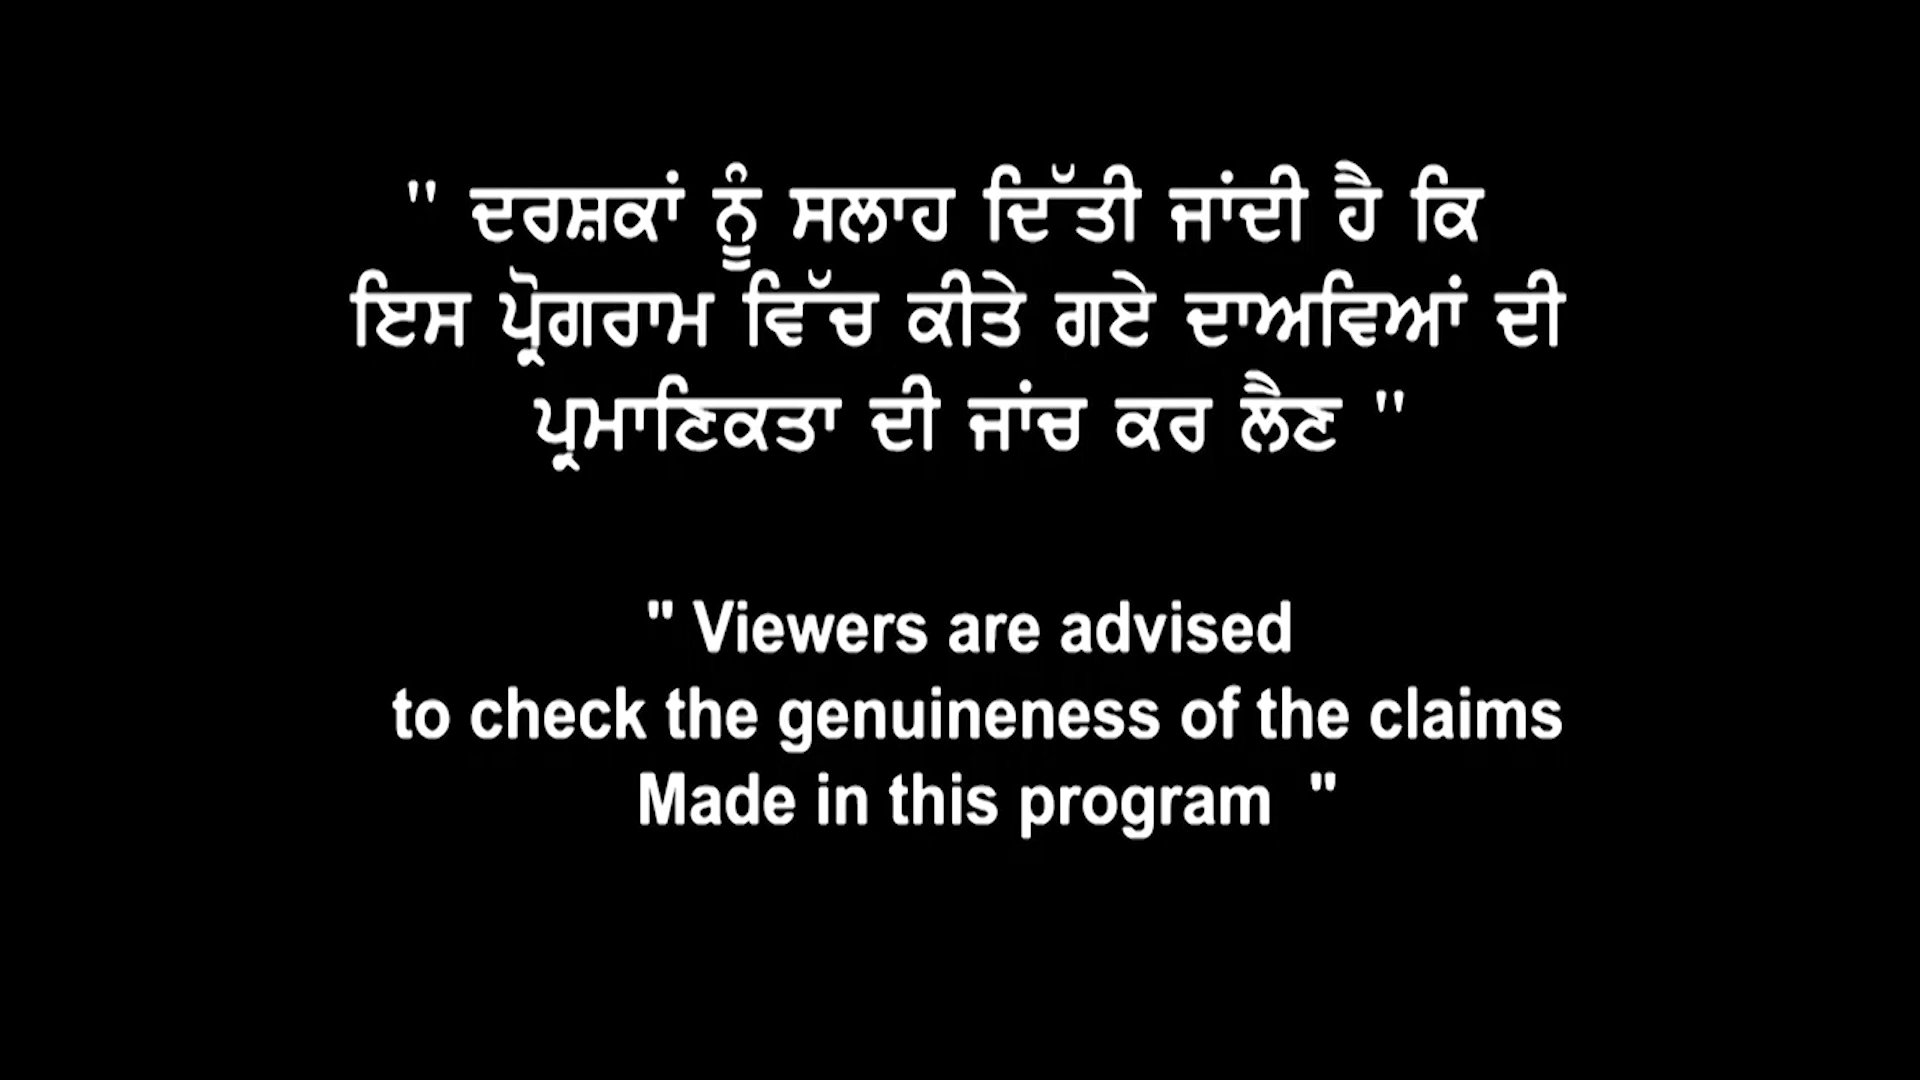 " ਦਰਸ਼ਕਾਂ ਨੂੰ ਸਲਾਹ ਦਿੱਤੀ ਜਾਂਦੀ ਹੈ ਕਿ
ਇਸ ਪ੍ਰੋਗਰਾਮ ਵਿੱਚ ਕੀਤੇ ਗਏ ਦਾਅਵਿਆਂ ਦੀ
ਪ੍ਰਮਾਣਿਕਤਾ ਦੀ ਜਾਂਚ ਕਰ ਲੈਣ "
" Viewers are advised
to check the genuineness of the claims
Made in this program "